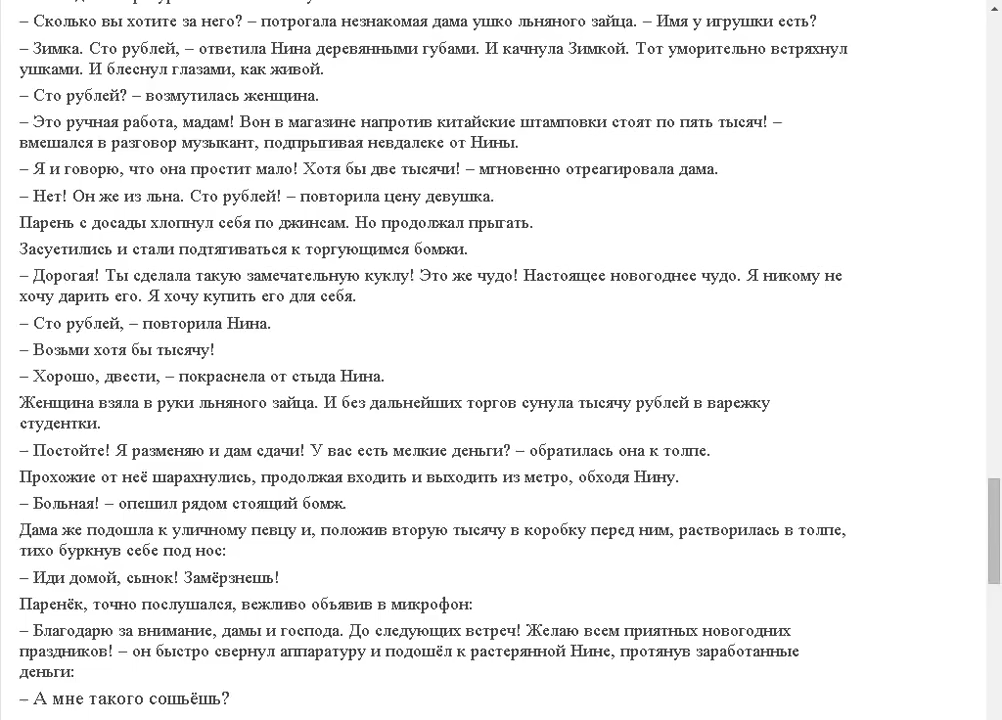 – Сколько вы хотите за него? – потрогала незнакомая дама ушко льняного зайца. – Имя у игрушки есть?
– Зимка. Сто рублей, – ответила Нина деревянными губами. И качнула Зимкой. Тот уморительно встряхнул
ушками. И блеснул глазами, как живой.
– Сто рублей? – возмутилась женщина.
– Это ручная работа, мадам! Вон в магазине напротив китайские штамповки стоят по пять тысяч! –
вмешался в разговор музыкант, подпрыгивая невдалеке от Нины.
– Я и говорю, что она простит мало! Хотя бы две тысячи! – мгновенно отреагировала дама.
– Нет! Он же из льна. Сто рублей! – повторила цену девушка.
Парень с досады хлопнул себя по джинсам. Но продолжал прыгать.
Засуетились и стали подтягиваться к торгующимся бомжи.
– Дорогая! Ты сделала такую замечательную куклу! Это же чудо! Настоящее новогоднее чудо. Я никому не
хочу дарить его. Я хочу купить его для себя.
– Сто рублей, – повторила Нина.
– Возьми хотя бы тысячу!
– Хорошо, двести, – покраснела от стыда Нина.
Женщина взяла в руки льняного зайца. И без дальнейших торгов сунула тысячу рублей в варежку
студентки.
– Постойте! Я разменяю и дам сдачи! У вас есть мелкие деньги? – обратилась она к толпе.
Прохожие от неё шарахнулись, продолжая входить и выходить из метро, обходя Нину.
– Больная! – опешил рядом стоящий бомж.
Дама же подошла к уличному певцу и, положив вторую тысячу в коробку перед ним, растворилась в толпе,
тихо буркнув себе под нос:
– Иди домой, сынок! Замёрзнешь!
Паренёк, точно послушался, вежливо объявив в микрофон:
– Благодарю за внимание, дамы и господа. До следующих встреч! Желаю всем приятных новогодних
праздников! – он быстро свернул аппаратуру и подошёл к растерянной Нине, протянув заработанные
деньги:
– А мне такого сошьёшь?